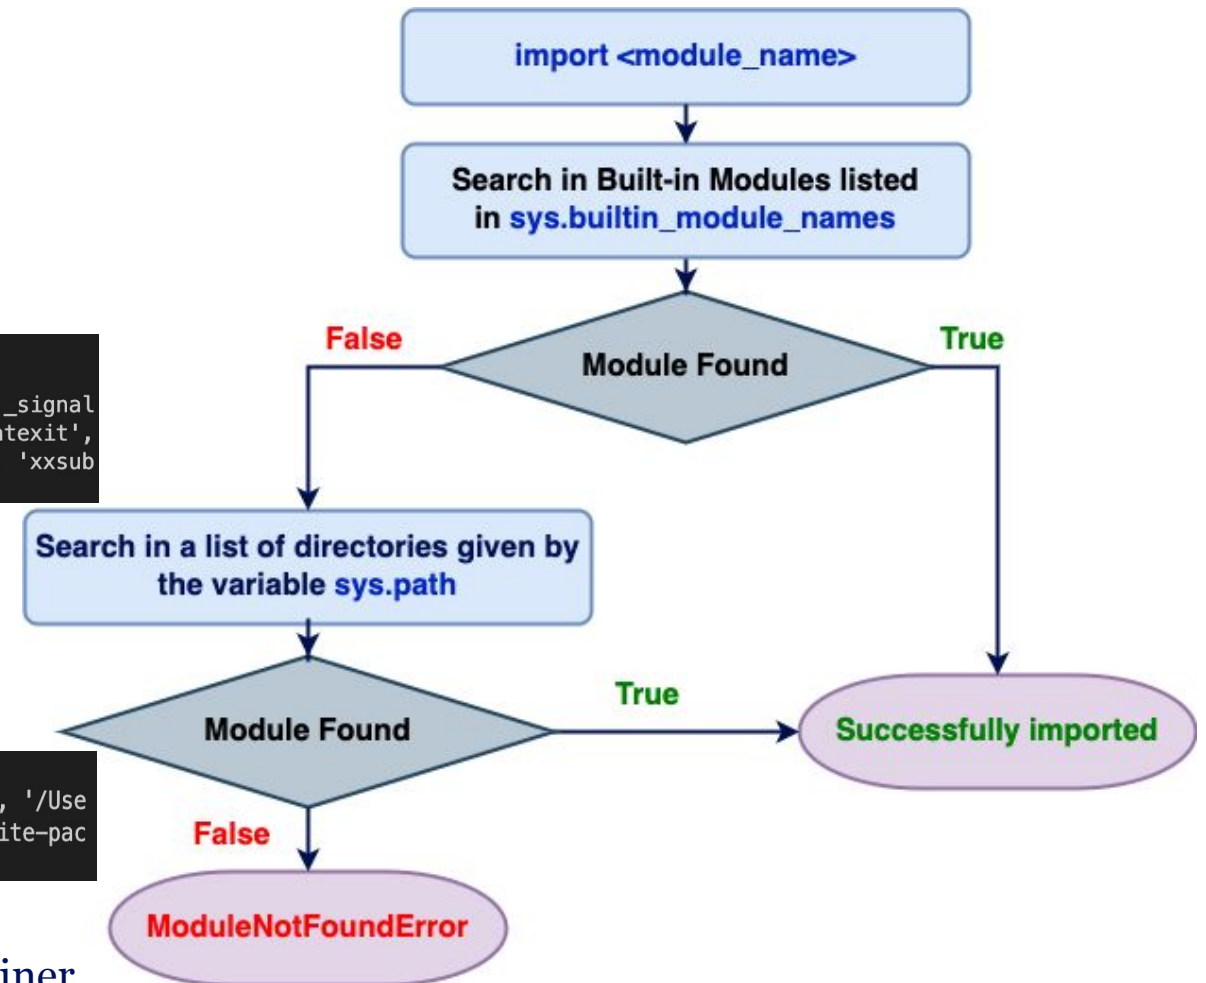 import <module_name>
Search in Built-in Modules listed
in sys.builtin_module_names
False
True
Module Found
_signal
atexit',
'xxsub
Search in a list of directories given by
the variable sys.path
True
Module Found
Successfully imported
, '/Use
ite-pac
False
ModuleNotFoundError
iner